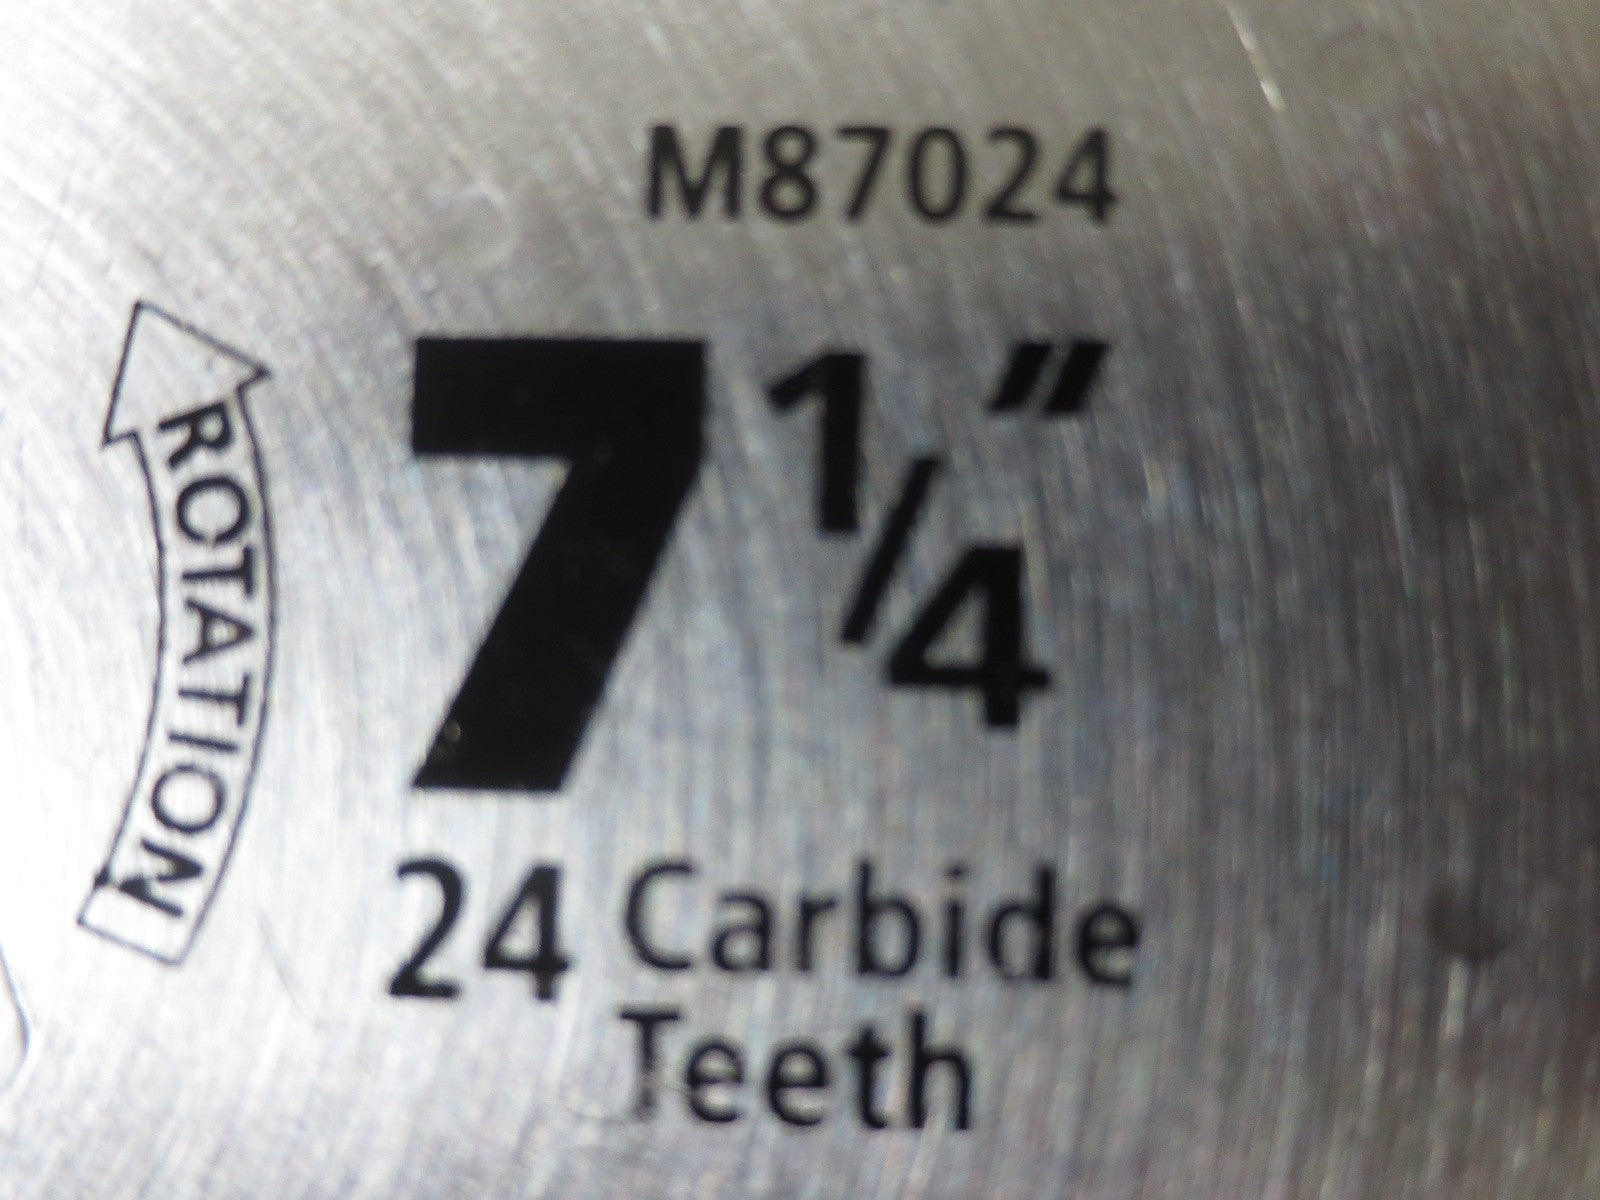 M87024
7 1/4"
ROTATION
24 Carbide
Teeth